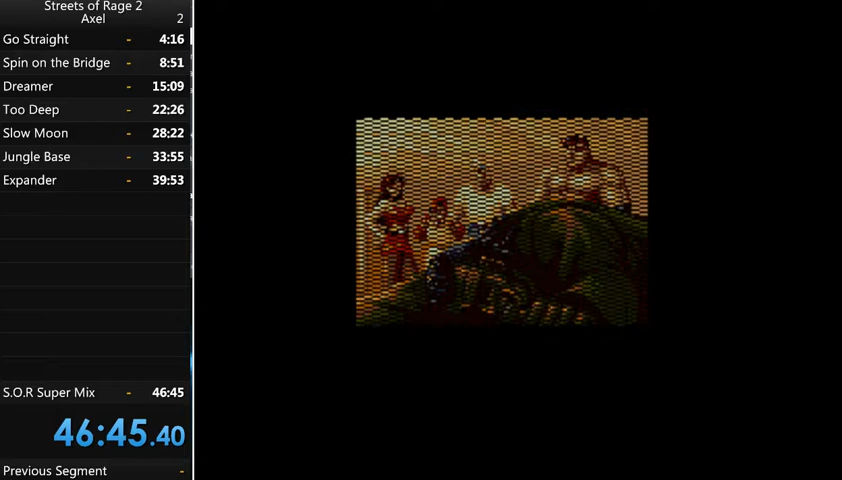 Streets of Rage 2
Axel 2
Go Straight - 4:16
Spin on the Bridge - 8:51
Dreamer - 15:09
Too Deep - 22:26
Slow Moon - 28:22
Jungle Base - 33:55
Expander - 39:53
S.O.R Super Mix - 46:45
46:45.40
Previous Segment -